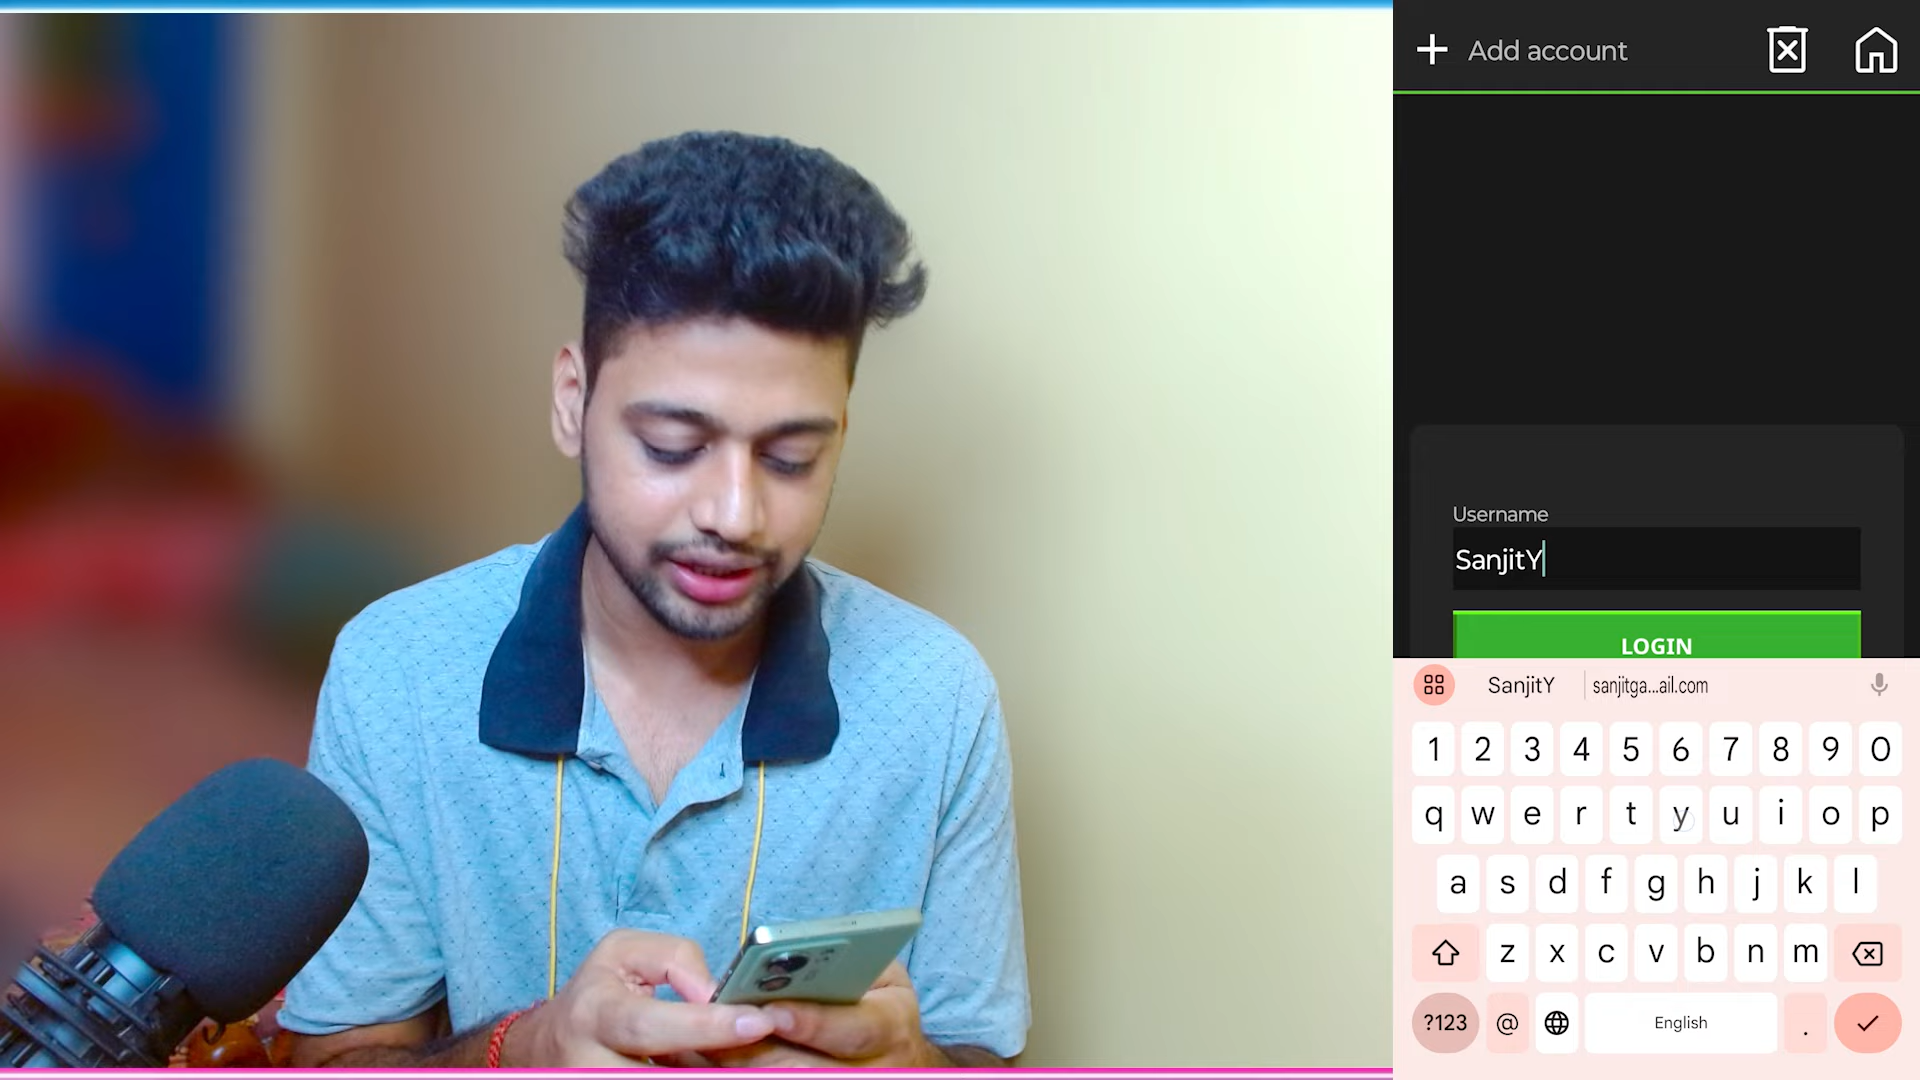 Add account
Username
SanjitY
LOGIN
SanjitY sanjitga...ail.com
1 2 3 4 5 6 7 8 9 0
q w e r t y u i o p
a s d f g h j k l
z x c v b n m
?123 @ English .